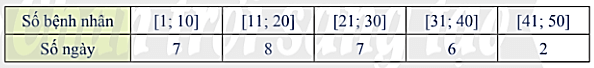 Số bệnh nhân [1; 10] [11; 20] [21; 30] [31; 40] [41; 50]
Số ngày 7 8 7 6 2